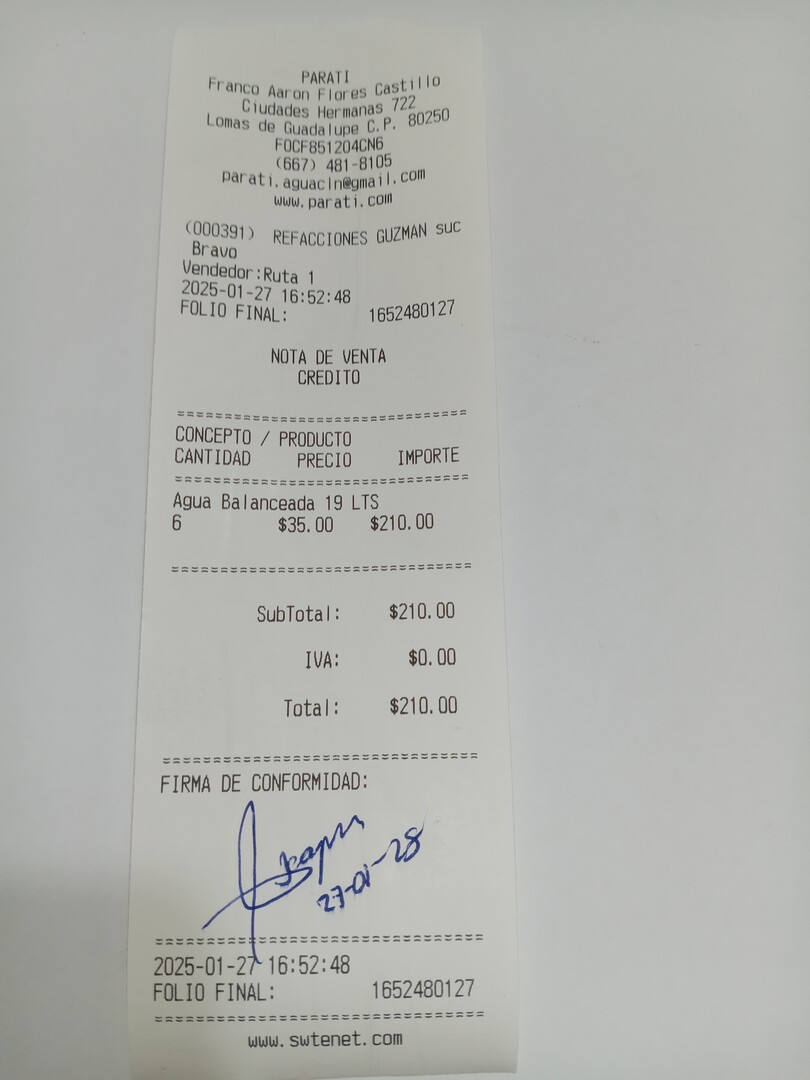 PARATI
Franco Aaron Flores Castillo
Ciudades Hermanas 722
Lomas de Guadalupe C.P. 80250
FOCF851204CN6
(667) 481-8105
parati.aguacln@gmail.com
www.parati.com
(000391) REFACCIONES GUZMAN suc
Bravo
Vendedor:Ruta 1
2025-01-27 16:52:48
FOLIO FINAL: 1652480127
NOTA DE VENTA
CREDITO
================================
CONCEPTO / PRODUCTO
CANTIDAD PRECIO IMPORTE
================================
Agua Balanceada 19 LTS
6 $35.00 $210.00
================================
SubTotal: $210.00
IVA: $0.00
Total: $210.00
================================
FIRMA DE CONFORMIDAD:
27-01-28
================================
2025-01-27 16:52:48
FOLIO FINAL: 1652480127
================================
www.swtenet.com